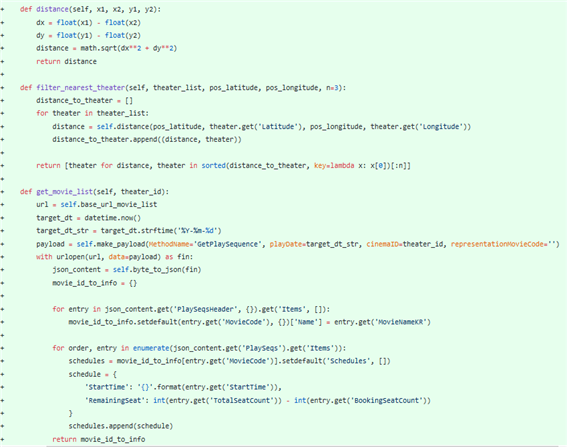 +    def distance(self, x1, x2, y1, y2):
+        dx = float(x1) - float(x2)
+        dy = float(y1) - float(y2)
+        distance = math.sqrt(dx**2 + dy**2)
+        return distance
+
+    def filter_nearest_theater(self, theater_list, pos_latitude, pos_longitude, n=3):
+        distance_to_theater = []
+        for theater in theater_list:
+            distance = self.distance(pos_latitude, theater.get('Latitude'), pos_longitude, theater.get('Longitude'))
+            distance_to_theater.append((distance, theater))
+
+        return [theater for distance, theater in sorted(distance_to_theater, key=lambda x: x[0])[:n]]
+
+    def get_movie_list(self, theater_id):
+        url = self.base_url_movie_list
+        target_dt = datetime.now()
+        target_dt_str = target_dt.strftime('%Y-%m-%d')
+        payload = self.make_payload(MethodName='GetPlaySequence', playDate=target_dt_str, cinemaID=theater_id, representationMovieCode='')
+        with urlopen(url, data=payload) as fin:
+            json_content = self.byte_to_json(fin)
+            movie_id_to_info = {}
+
+            for entry in json_content.get('PlaySeqsHeader', {}).get('Items', []):
+                movie_id_to_info.setdefault(entry.get('MovieCode'), {})['Name'] = entry.get('MovieNameKR')
+
+            for order, entry in enumerate(json_content.get('PlaySeqs').get('Items')):
+                schedules = movie_id_to_info[entry.get('MovieCode')].setdefault('Schedules', [])
+                schedule = {
+                    'StartTime': '{}'.format(entry.get('StartTime')),
+                    'RemainingSeat': int(entry.get('TotalSeatCount')) - int(entry.get('BookingSeatCount'))
+                }
+                schedules.append(schedule)
+            return movie_id_to_info